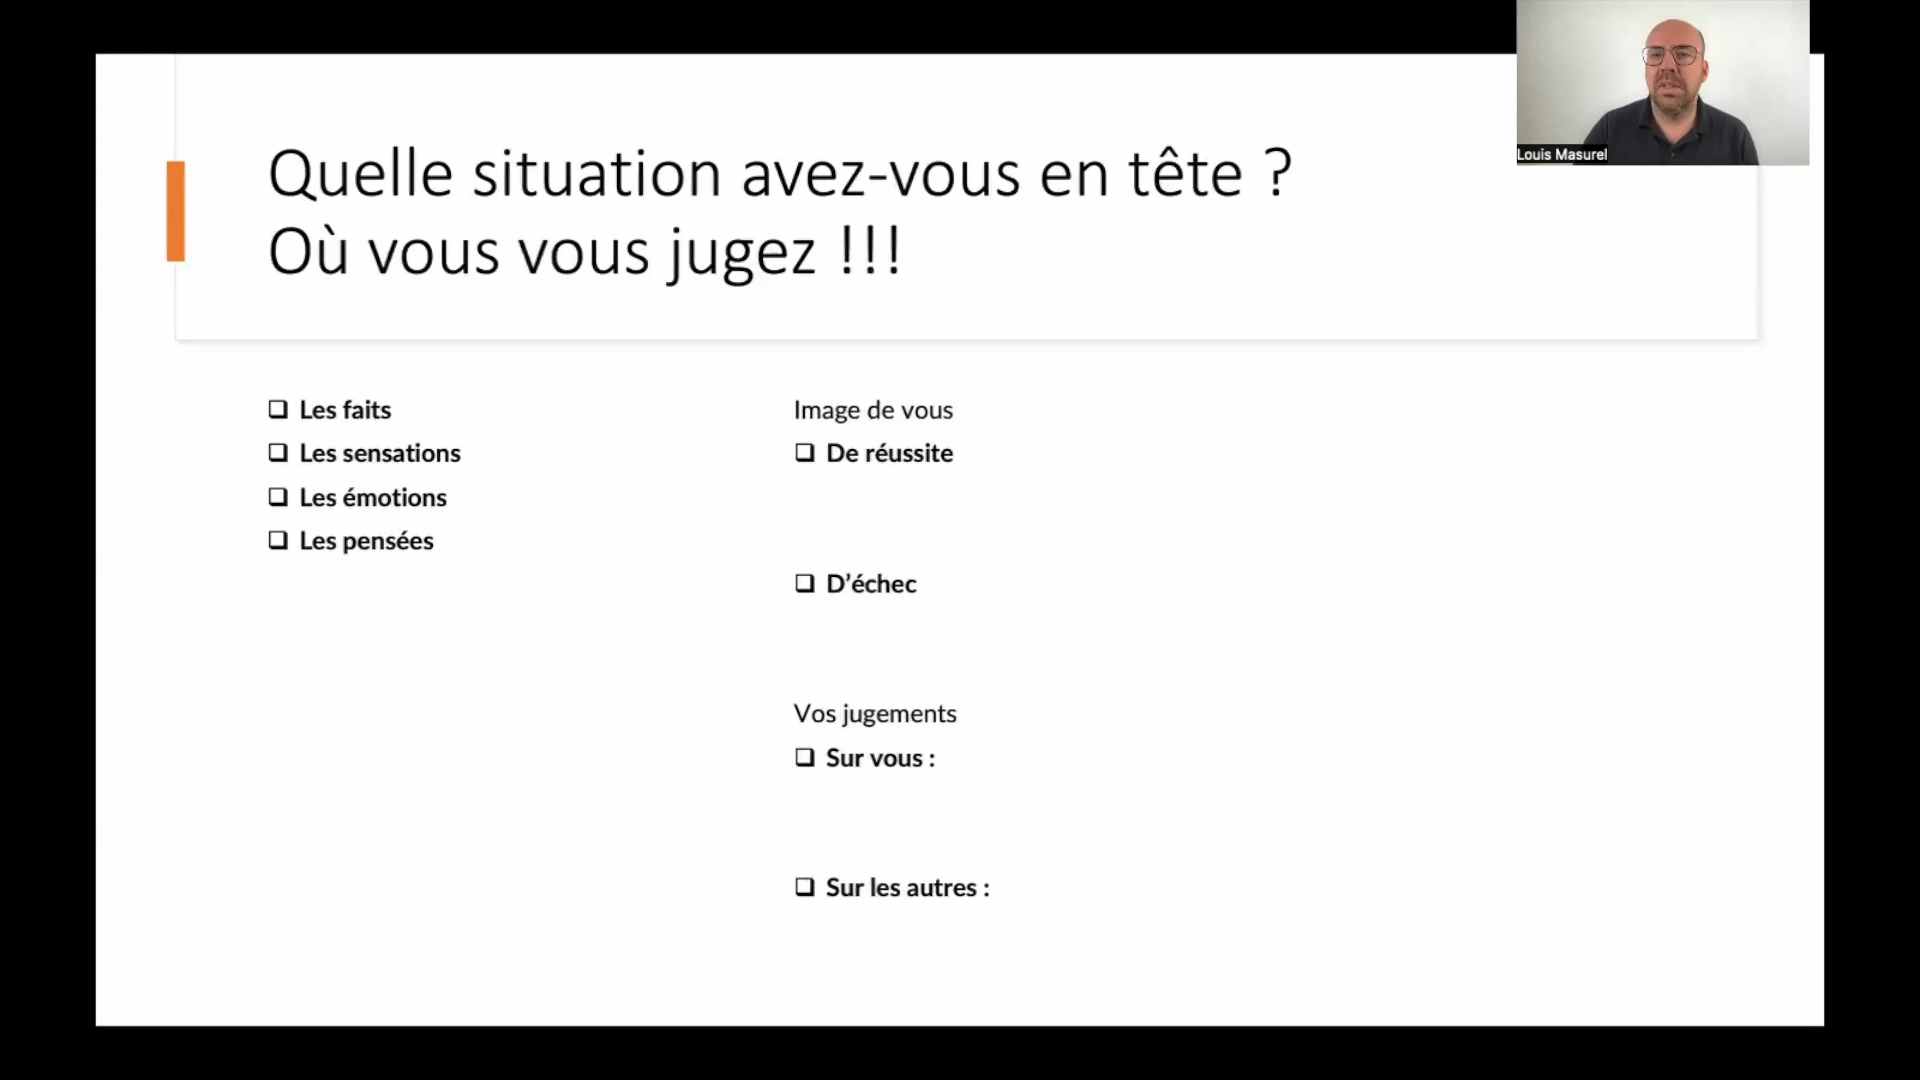 Quelle situation avez-vous en tête ?
Où vous vous jugez !!!
Louis Masurel
❑ Les faits
❑ Les sensations
❑ Les émotions
❑ Les pensées
Image de vous
❑ De réussite
❑ D’échec
Vos jugements
❑ Sur vous :
❑ Sur les autres :